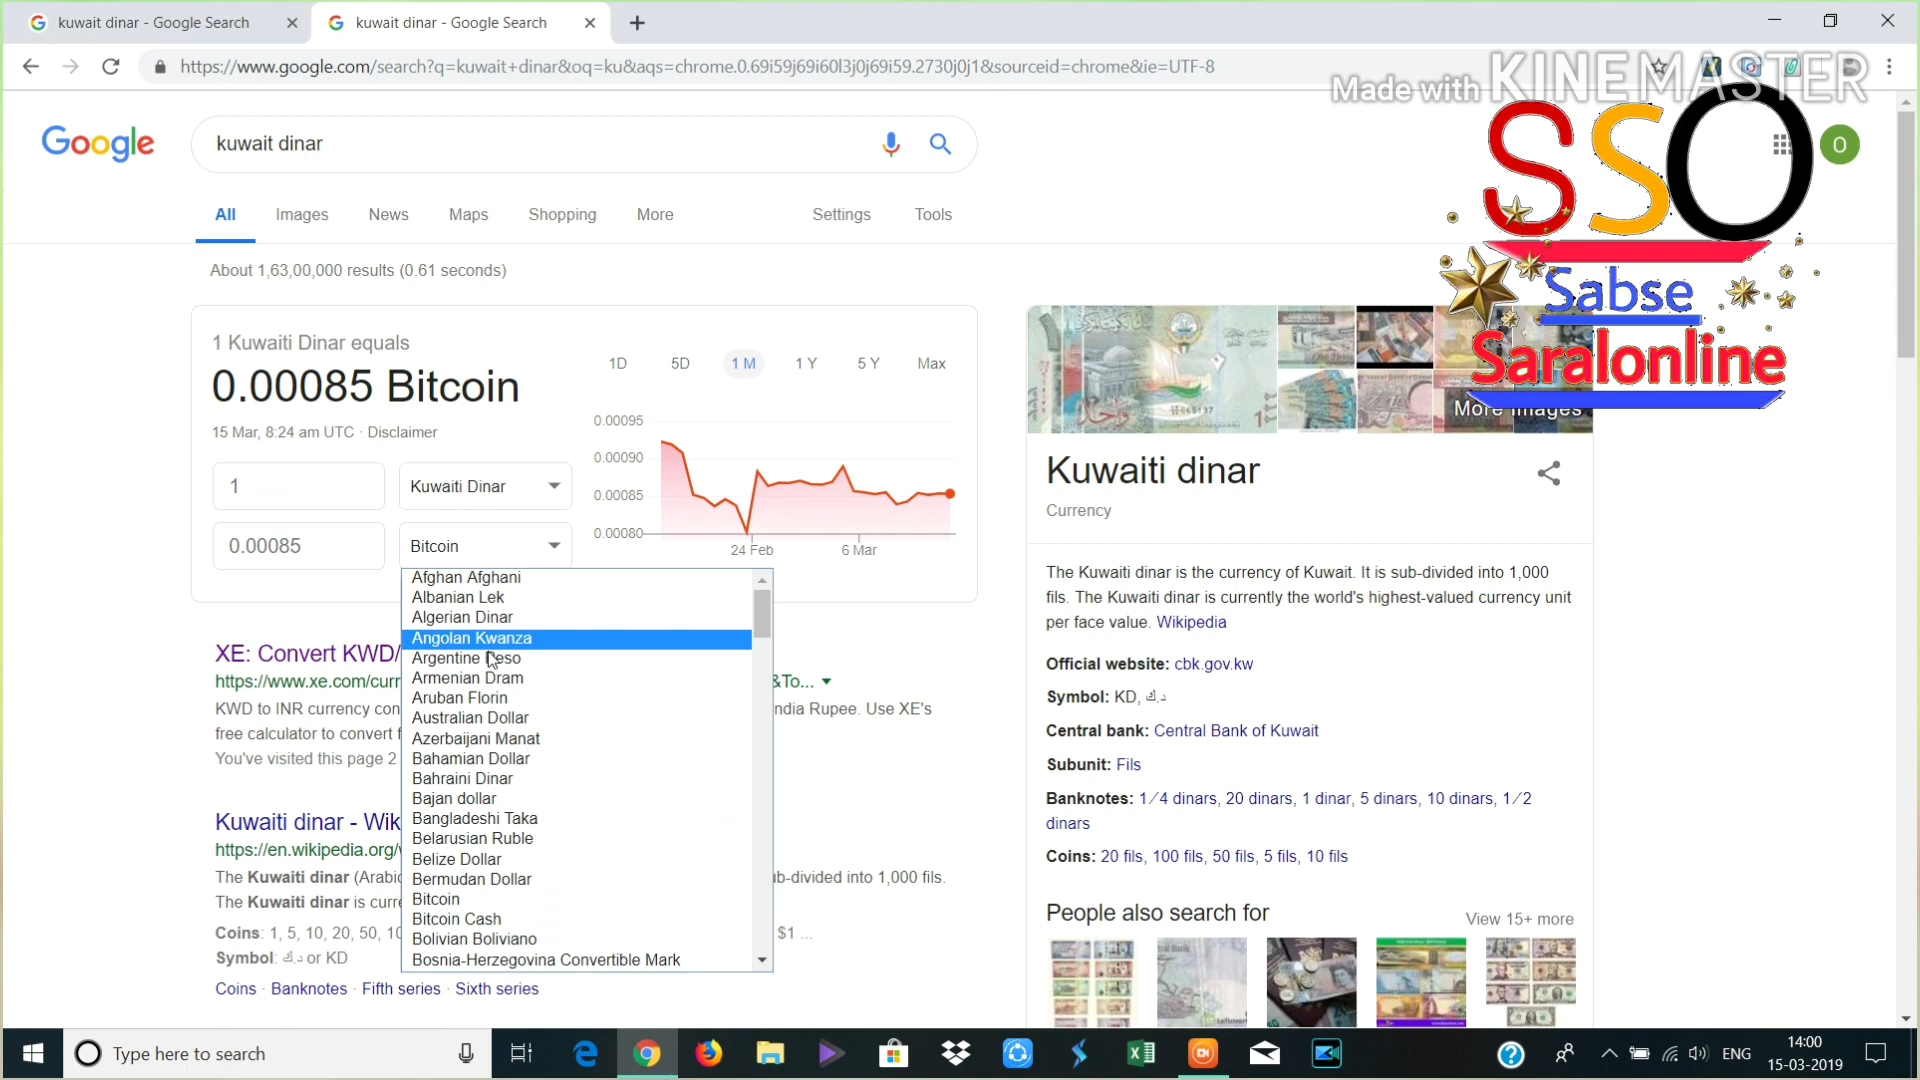 kuwait dinar - Google Search
kuwait dinar - Google Search
https://www.google.com/search?q=kuwait+dinar&oq=ku&aqs=chrome.0.69i59j69i60l3j0j69i59.2730j0j1&sourceid=chrome&ie=UTF-8
Made with KINEMASTER
Google
kuwait dinar
O
SSO
Sabse
Saralonline
All
Images
News
Maps
Shopping
More
Settings
Tools
About 1,63,00,000 results (0.61 seconds)
1 Kuwaiti Dinar equals
0.00085 Bitcoin
15 Mar, 8:24 am UTC · Disclaimer
1
Kuwaiti Dinar
0.00085
Bitcoin
1D
5D
1 M
1 Y
5 Y
Max
0.00095
0.00090
0.00085
0.00080
24 Feb
6 Mar
Afghan Afghani
Albanian Lek
Algerian Dinar
Angolan Kwanza
Argentine Peso
Armenian Dram
Aruban Florin
Australian Dollar
Azerbaijani Manat
Bahamian Dollar
Bahraini Dinar
Bajan dollar
Bangladeshi Taka
Belarusian Ruble
Belize Dollar
Bermudan Dollar
Bitcoin
Bitcoin Cash
Bolivian Boliviano
Bosnia-Herzegovina Convertible Mark
XE: Convert KWD/
https://www.xe.com/curr &To...
KWD to INR currency con ndia Rupee. Use XE's
free calculator to convert f
You've visited this page 2
Kuwaiti dinar - Wik
https://en.wikipedia.org/
The Kuwaiti dinar (Arabic ub-divided into 1,000 fils.
The Kuwaiti dinar is curre
Coins: 1, 5, 10, 20, 50, 10 $1 ...
Symbol: د.ك or KD
Coins · Banknotes · Fifth series · Sixth series
More images
Kuwaiti dinar
Currency
The Kuwaiti dinar is the currency of Kuwait. It is sub-divided into 1,000
fils. The Kuwaiti dinar is currently the world's highest-valued currency unit
per face value. Wikipedia
Official website: cbk.gov.kw
Symbol: KD, د.ك
Central bank: Central Bank of Kuwait
Subunit: Fils
Banknotes: 1/4 dinars, 20 dinars, 1 dinar, 5 dinars, 10 dinars, 1/2
dinars
Coins: 20 fils, 100 fils, 50 fils, 5 fils, 10 fils
People also search for
View 15+ more
Type here to search
ENG
14:00
15-03-2019